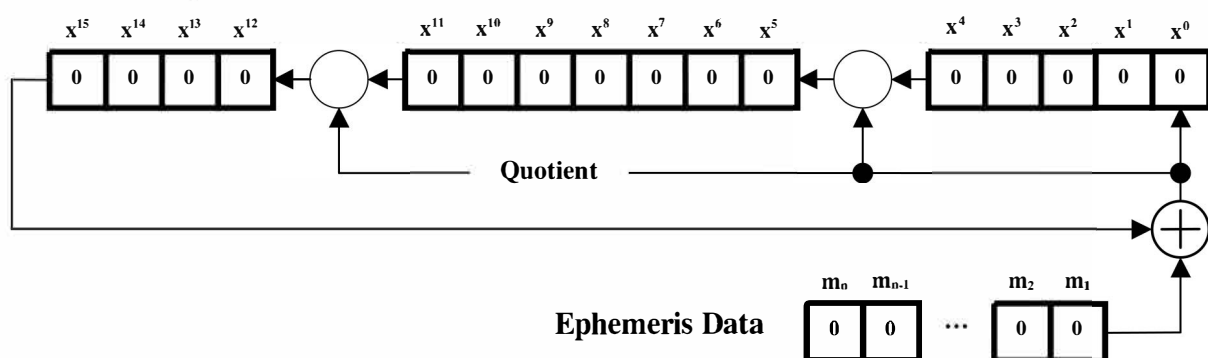 x¹⁵ x¹⁴ x¹³ x¹² x¹¹ x¹⁰ x⁹ x⁸ x⁷ x⁶ x⁵ x⁴ x³ x² x¹ x⁰
0 0 0 0 0 0 0 0 0 0 0 0 0 0 0 0
Quotient
mₙ mₙ₋₁ m₂ m₁
Ephemeris Data 0 0 ... 0 0